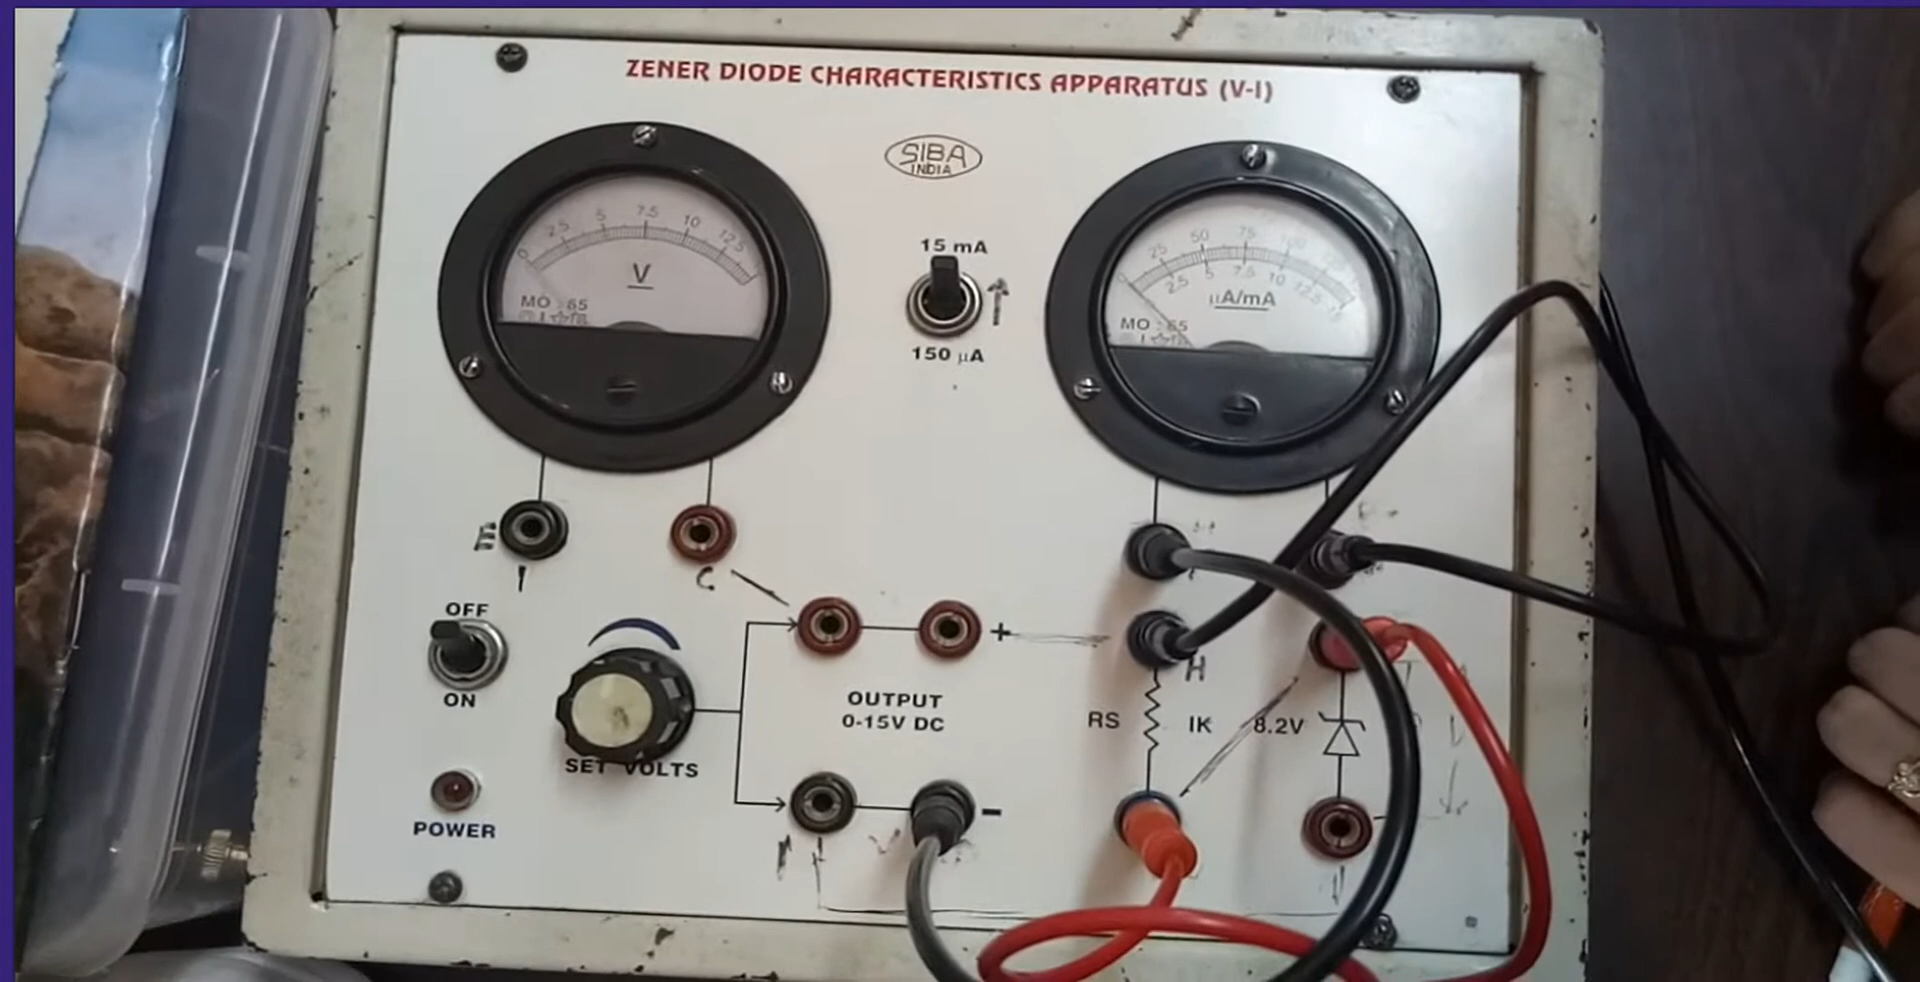 ZENER DIODE CHARACTERISTICS APPARATUS (V-I)
SIBA
INDIA
0 2.5 5 7.5 10 12.5
V
MO : 65
15 mA
150 μA
25 50 75 100
2.5 5 7.5 10 12.5
μA/mA
MO : 65
C
OFF
ON
SET VOLTS
POWER
+
OUTPUT
0-15V DC
-
H
RS
IK
8.2V